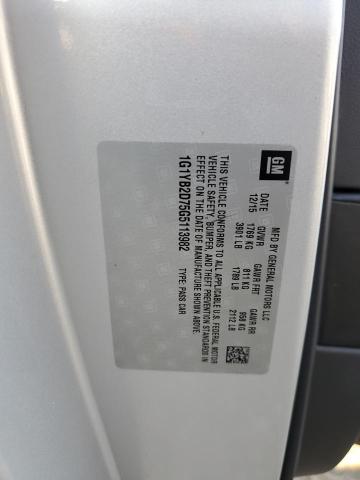 GM
MFD BY GENERAL MOTORS LLC
DATE GVWR GAWR FRT GAWR RR
12/15 1769 KG 811 KG 958 KG
3901 LB 1789 LB 2112 LB
THIS VEHICLE CONFORMS TO ALL APPLICABLE U.S. FEDERAL MOTOR
VEHICLE SAFETY, BUMPER, AND THEFT PREVENTION STANDARDS IN
EFFECT ON THE DATE OF MANUFACTURE SHOWN ABOVE.
1G1YB2D75G5113982 TYPE: PASS CAR